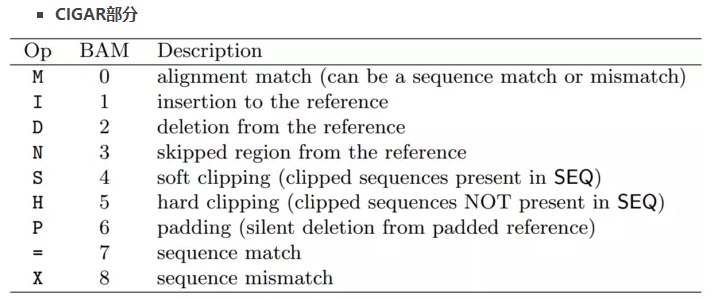 CIGAR部分
Op BAM Description
M 0 alignment match (can be a sequence match or mismatch)
I 1 insertion to the reference
D 2 deletion from the reference
N 3 skipped region from the reference
S 4 soft clipping (clipped sequences present in SEQ)
H 5 hard clipping (clipped sequences NOT present in SEQ)
P 6 padding (silent deletion from padded reference)
= 7 sequence match
X 8 sequence mismatch